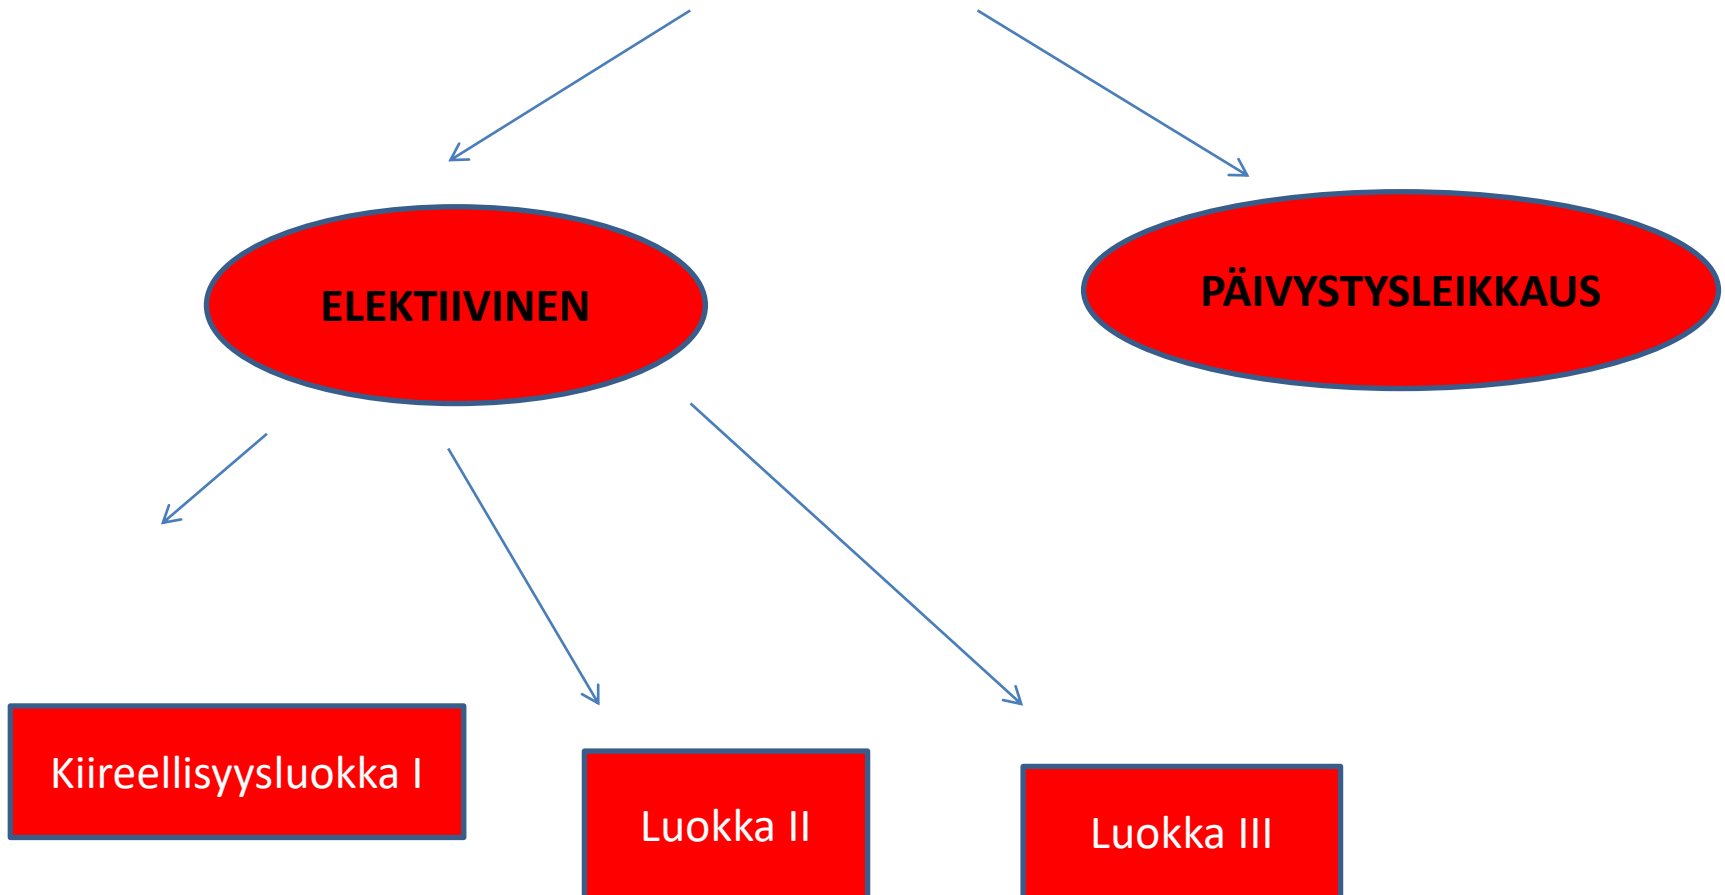 ELEKTIIVINEN
PÄIVYSTYSLEIKKAUS
Kiireellisyysluokka I
Luokka II
Luokka III